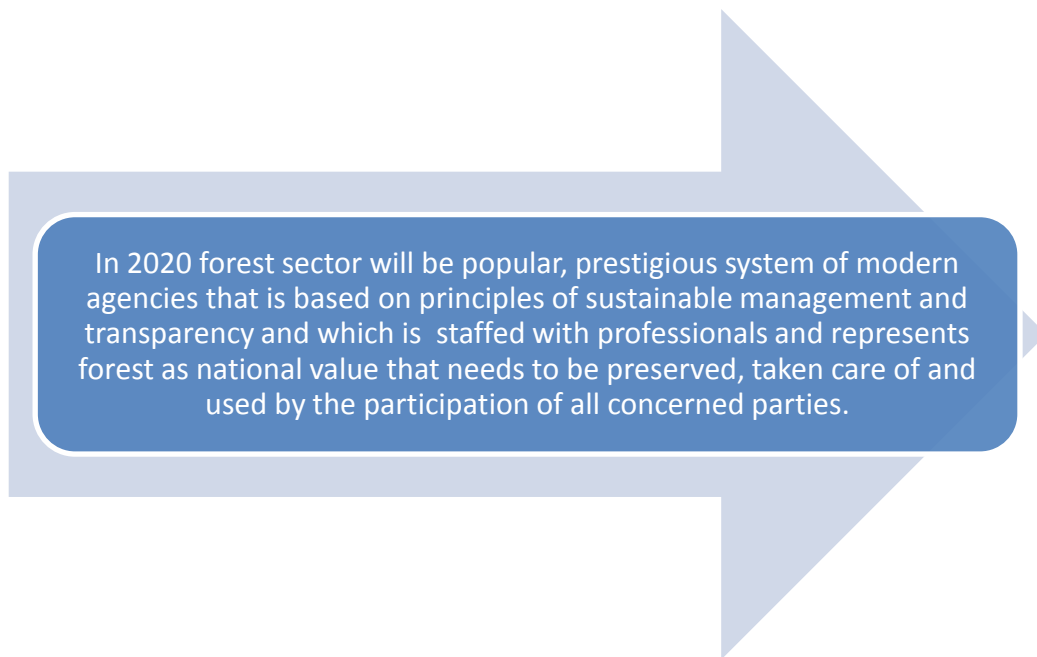 In 2020 forest sector will be popular, prestigious system of modern
agencies that is based on principles of sustainable management and
transparency and which is  staffed with professionals and represents
forest as national value that needs to be preserved, taken care of and
used by the participation of all concerned parties.